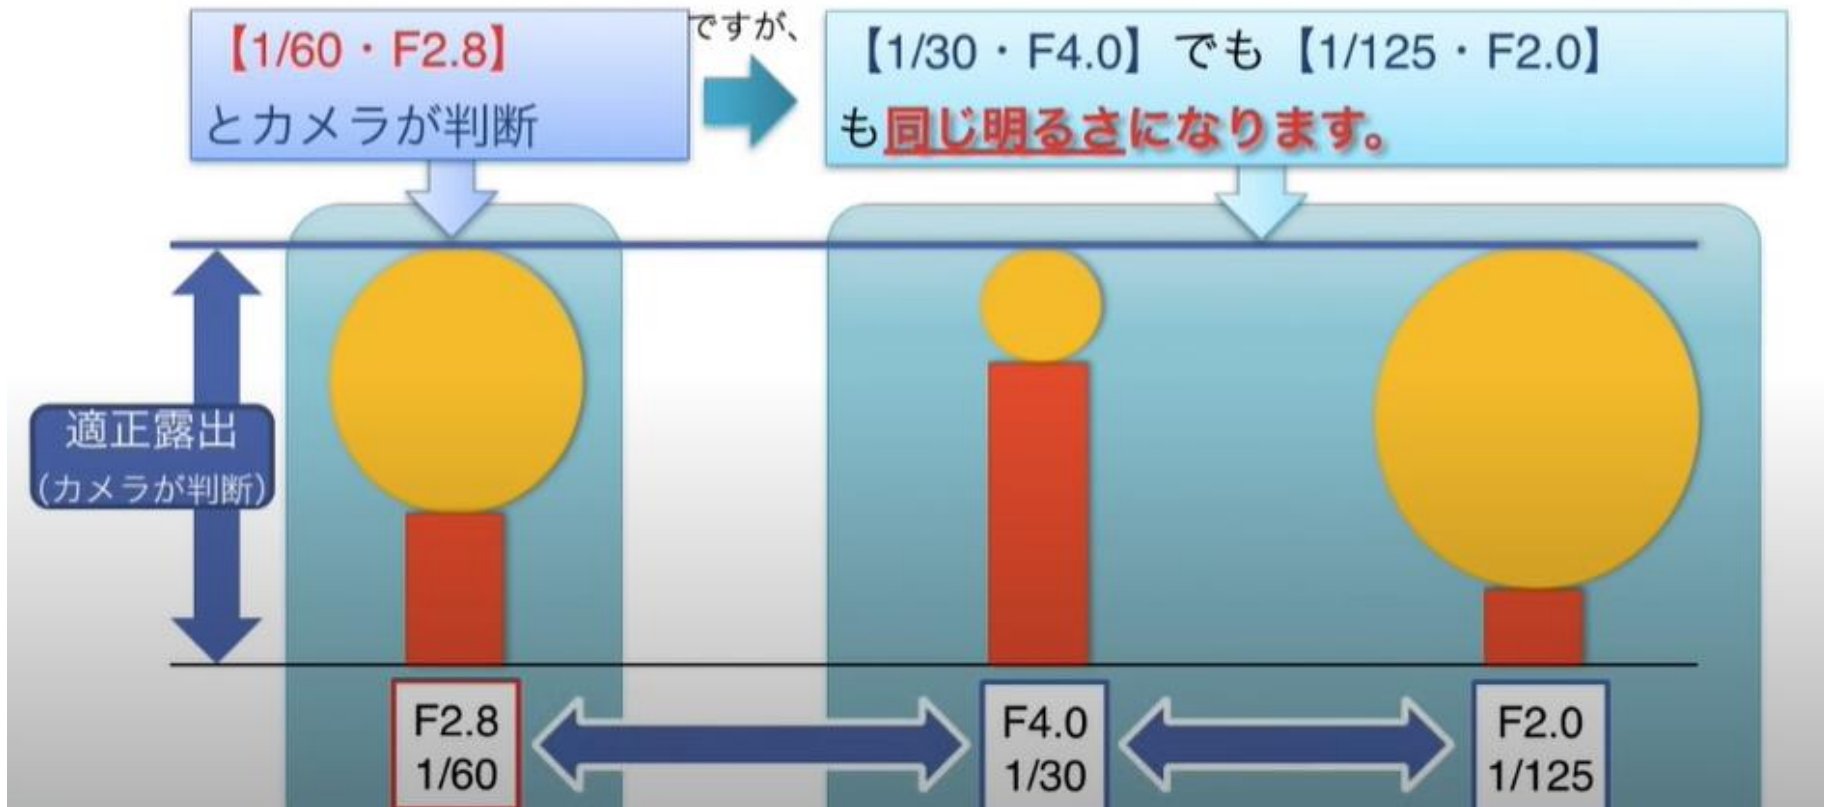 【1/60・F2.8】
とカメラが判断
ですが、
【1/30・F4.0】でも【1/125・F2.0】
も同じ明るさになります。
適正露出
(カメラが判断)
F2.8
1/60
F4.0
1/30
F2.0
1/125